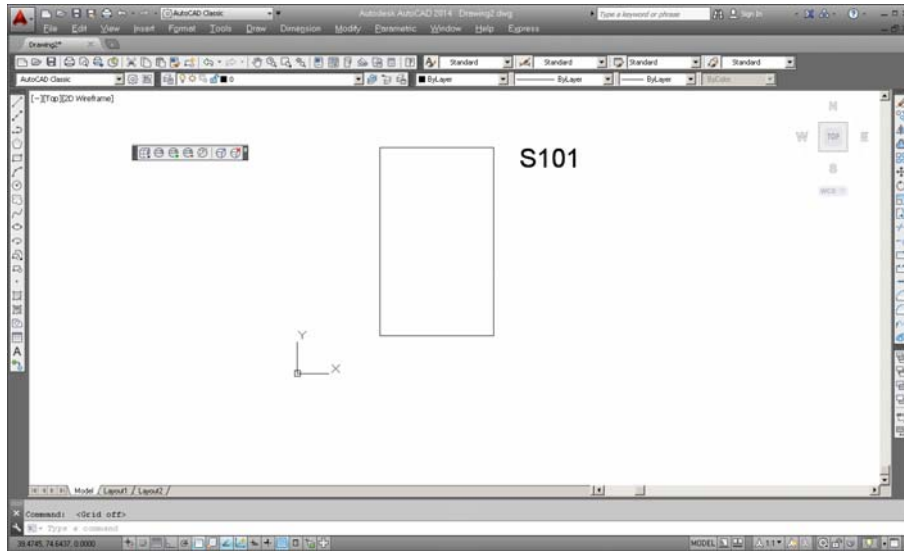 AutoCAD Classic
Autodesk AutoCAD 2014 Drawing2.dwg
Type a keyword or phrase
Sign In
File Edit View Insert Format Tools Draw Dimension Modify Parametric Window Help Express
Drawing2*
Standard Standard Standard Standard
AutoCAD Classic 0 ByLayer ByLayer ByLayer ByColor
[-][Top][2D Wireframe]
N
W TOP E
S101
WCS
Y
X
A
Model Layout1 Layout2
Command: <Grid off>
Type a command
39.4745, 74.6437, 0.0000
MODEL
1:1